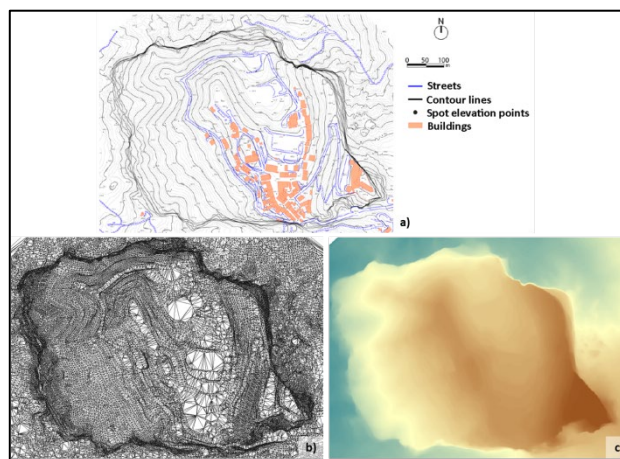 N
0 50 100
m
Streets
Contour lines
Spot elevation points
Buildings
a)
b)
c)